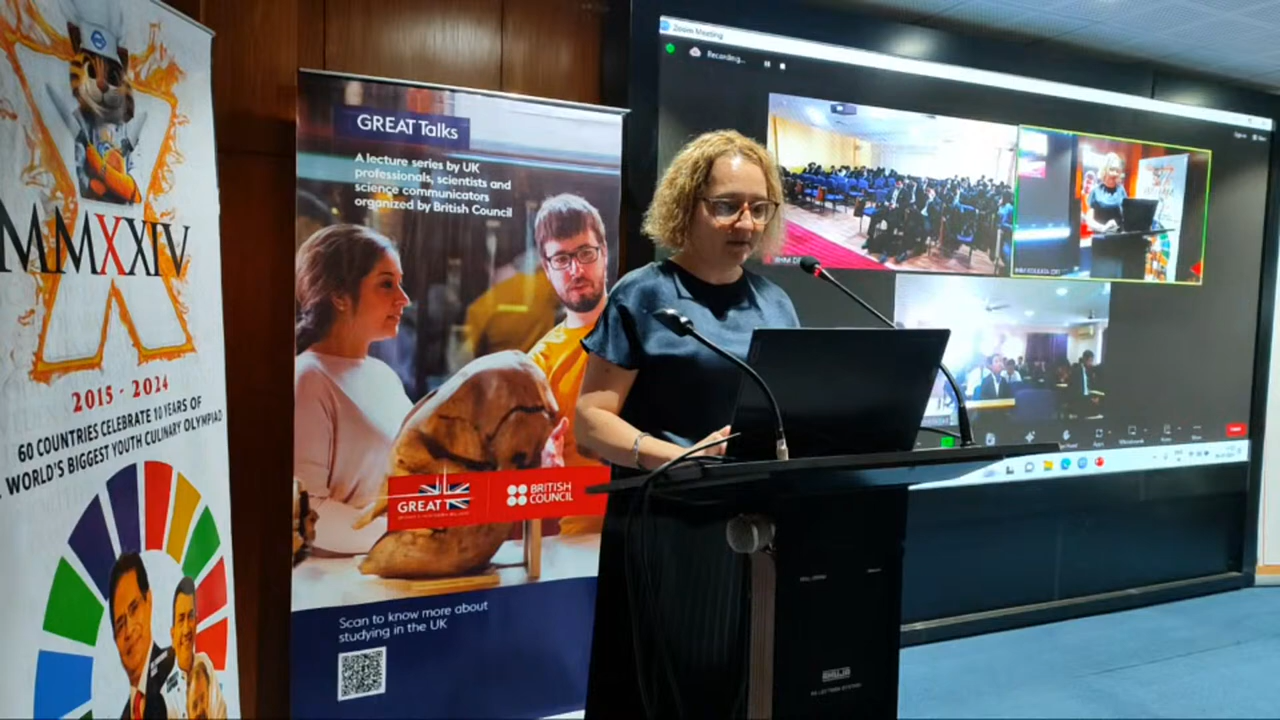 MMXXIV
2015 - 2024
60 COUNTRIES CELEBRATE 10 YEARS OF
WORLD'S BIGGEST YOUTH CULINARY OLYMPIAD
GREAT Talks
A lecture series by UK
professionals, scientists and
science communicators
organized by British Council
GREAT
BRITISH
COUNCIL
Scan to know more about
studying in the UK
Zoom Meeting
Recording...
AHUJA